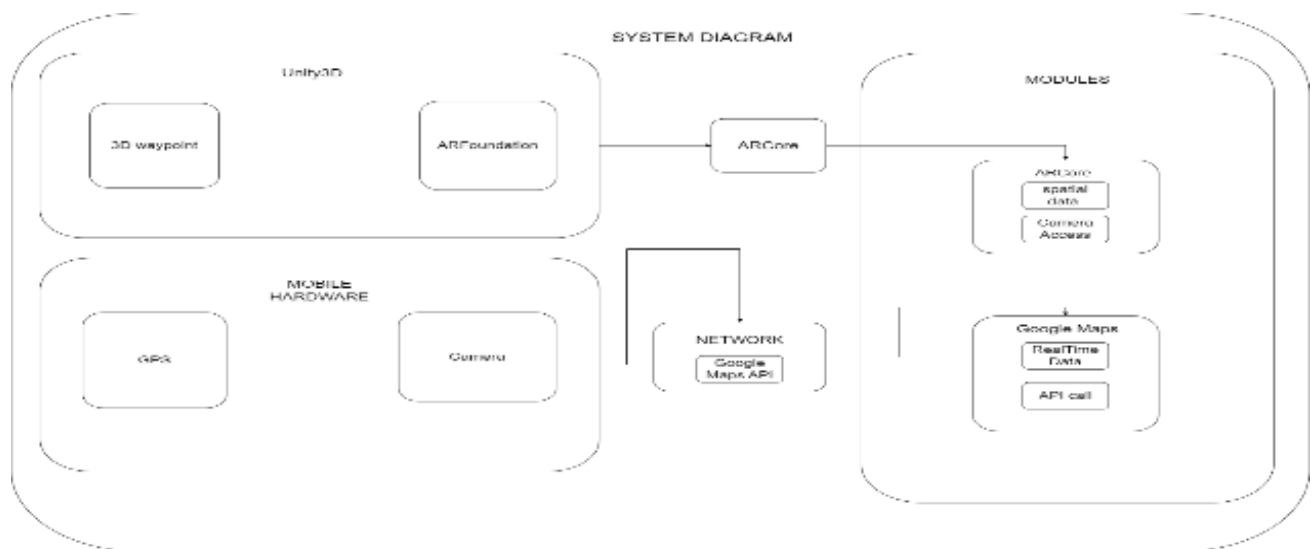 SYSTEM DIAGRAM
Unity3D
3D waypoint
ARFoundation
ARCore
MODULES
ARCore
spatial
data
Camera
Access
MOBILE
HARDWARE
GPS
Camera
NETWORK
Google
Maps API
Google Maps
RealTime
Data
API call